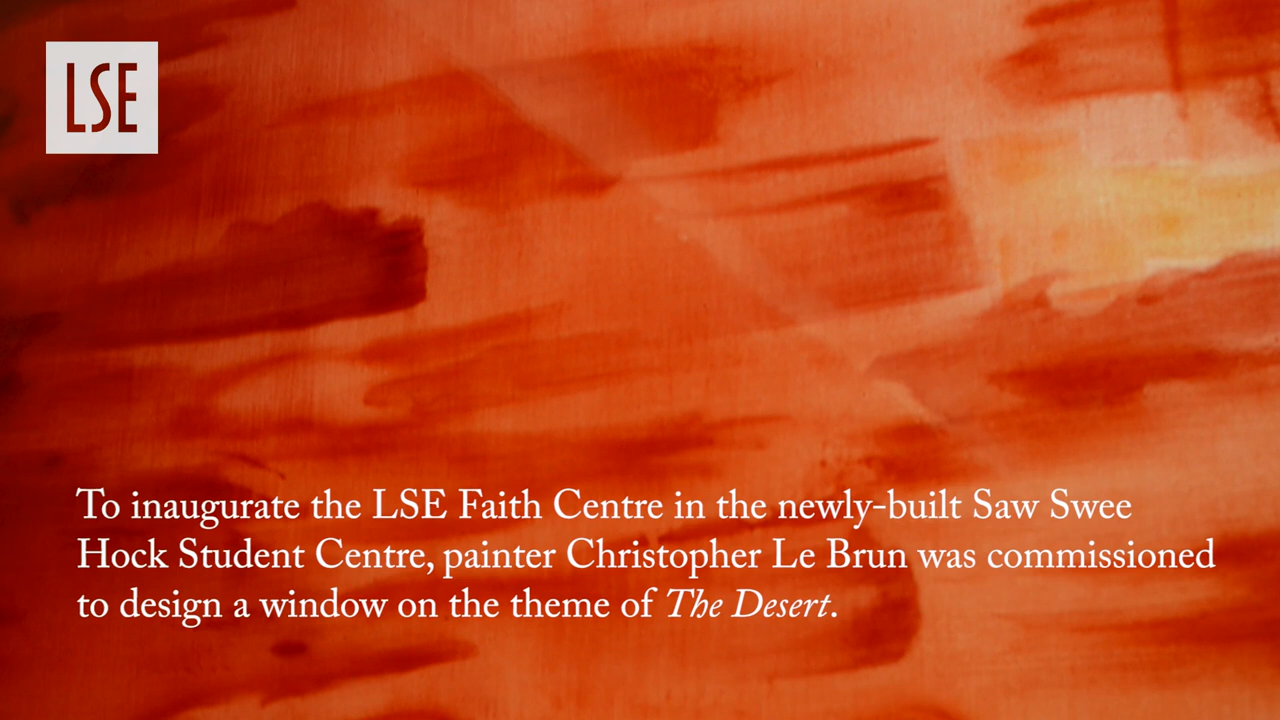 LSE
To inaugurate the LSE Faith Centre in the newly-built Saw Swee
Hock Student Centre, painter Christopher Le Brun was commissioned
to design a window on the theme of The Desert.